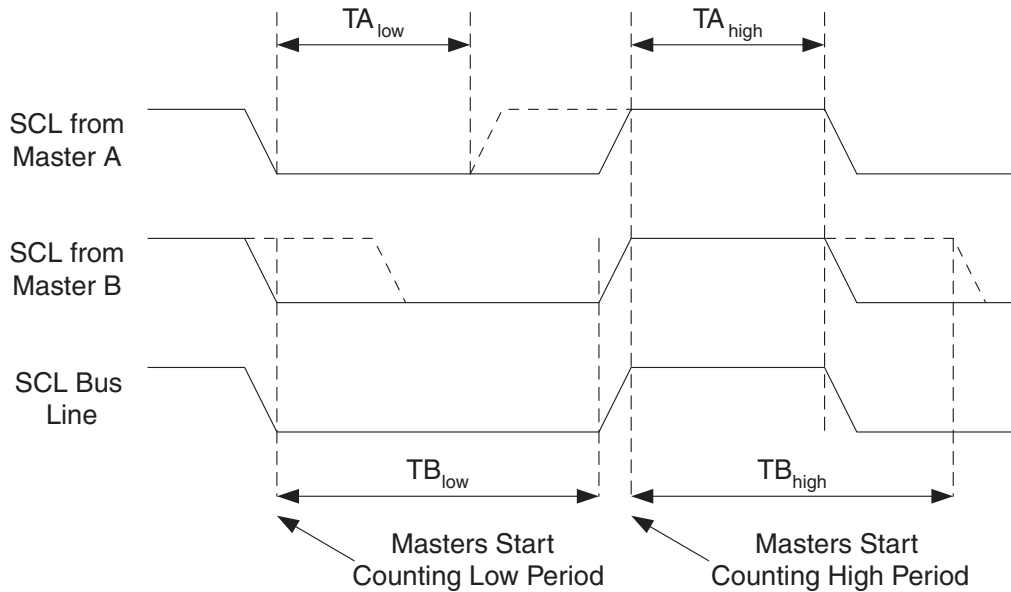 TA low
TA high
SCL from
Master A
SCL from
Master B
SCL Bus
Line
TB low
TB high
Masters Start
Counting Low Period
Masters Start
Counting High Period